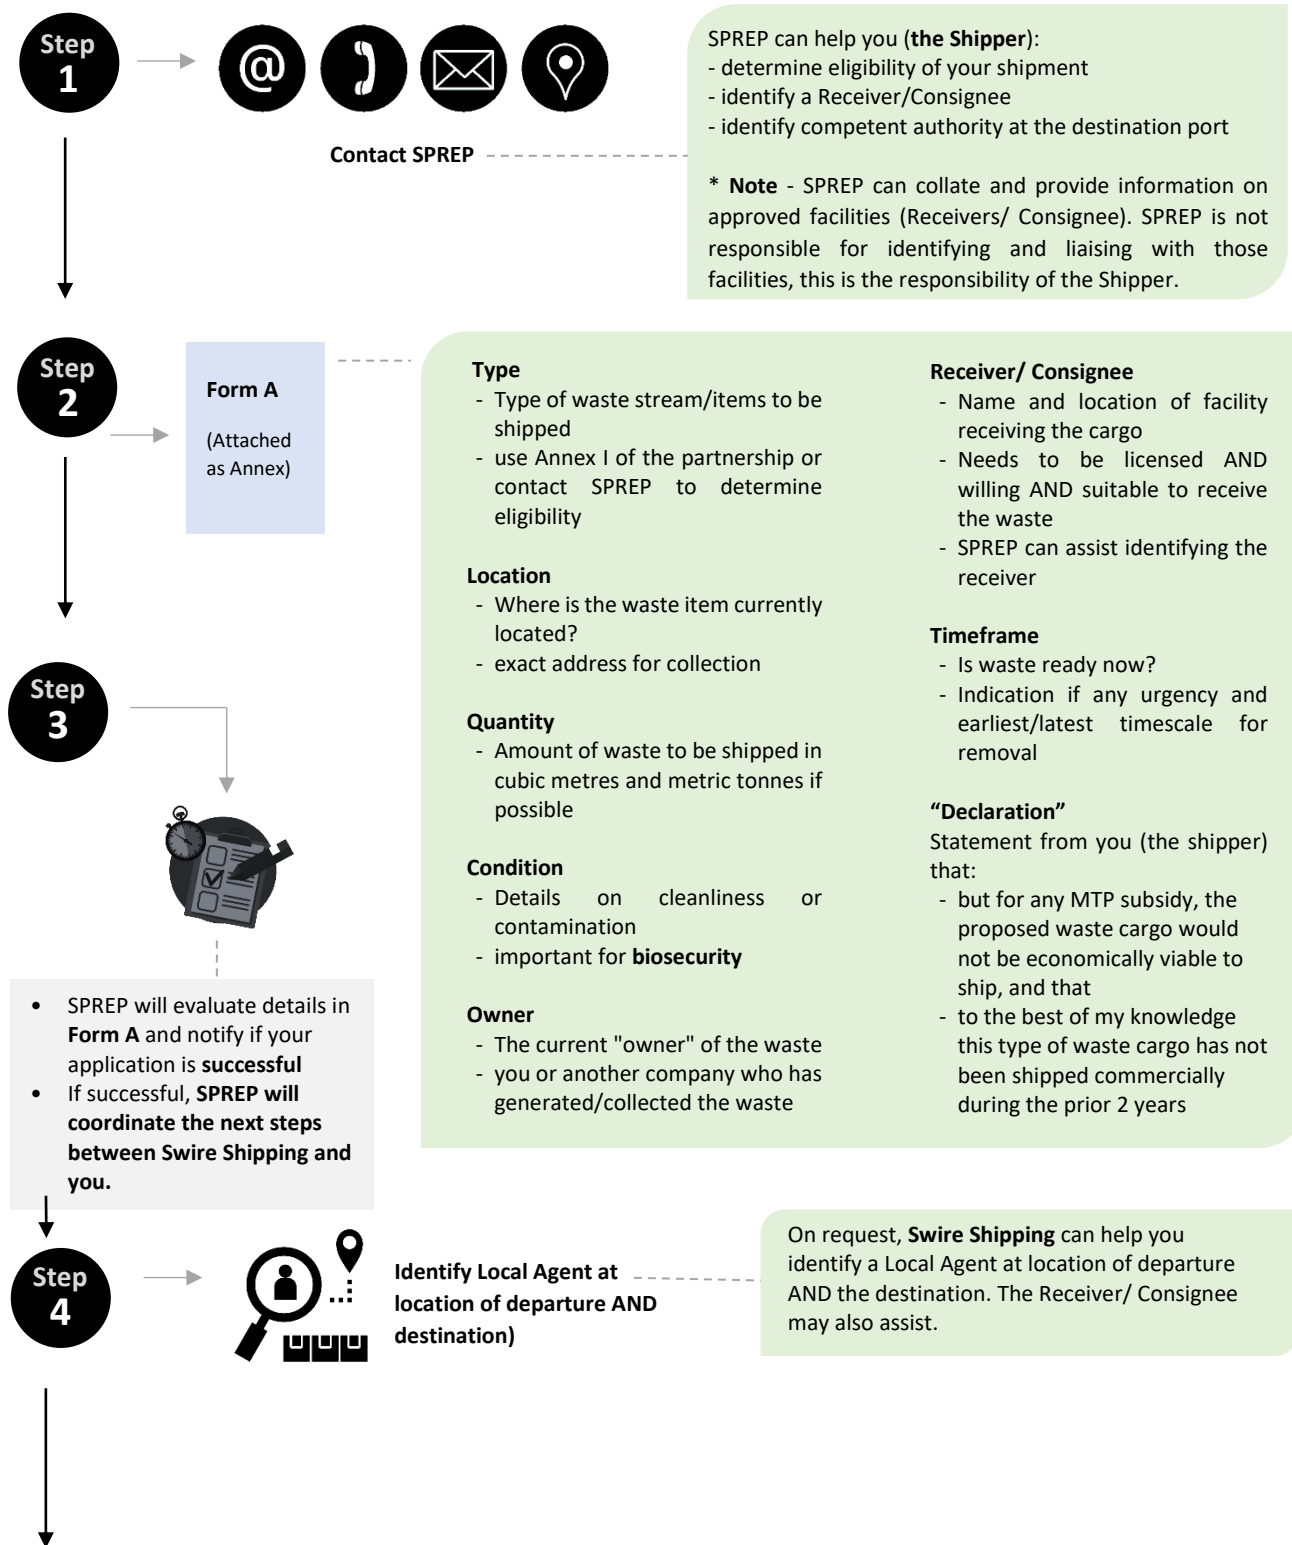 Step
1
@
Contact SPREP
SPREP can help you (the Shipper):
- determine eligibility of your shipment
- identify a Receiver/Consignee
- identify competent authority at the destination port
* Note - SPREP can collate and provide information on
approved facilities (Receivers/ Consignee). SPREP is not
responsible for identifying and liaising with those
facilities, this is the responsibility of the Shipper.
Step
2
Form A
(Attached
as Annex)
Type
- Type of waste stream/items to be
shipped
- use Annex I of the partnership or
contact SPREP to determine
eligibility
Location
- Where is the waste item currently
located?
- exact address for collection
Quantity
- Amount of waste to be shipped in
cubic metres and metric tonnes if
possible
Condition
- Details on cleanliness or
contamination
- important for biosecurity
Owner
- The current "owner" of the waste
- you or another company who has
generated/collected the waste
Receiver/ Consignee
- Name and location of facility
receiving the cargo
- Needs to be licensed AND
willing AND suitable to receive
the waste
- SPREP can assist identifying the
receiver
Timeframe
- Is waste ready now?
- Indication if any urgency and
earliest/latest timescale for
removal
“Declaration”
Statement from you (the shipper)
that:
- but for any MTP subsidy, the
proposed waste cargo would
not be economically viable to
ship, and that
- to the best of my knowledge
this type of waste cargo has not
been shipped commercially
during the prior 2 years
Step
3
• SPREP will evaluate details in
Form A and notify if your
application is successful
• If successful, SPREP will
coordinate the next steps
between Swire Shipping and
you.
Step
4
Identify Local Agent at
location of departure AND
destination)
On request, Swire Shipping can help you
identify a Local Agent at location of departure
AND the destination. The Receiver/ Consignee
may also assist.